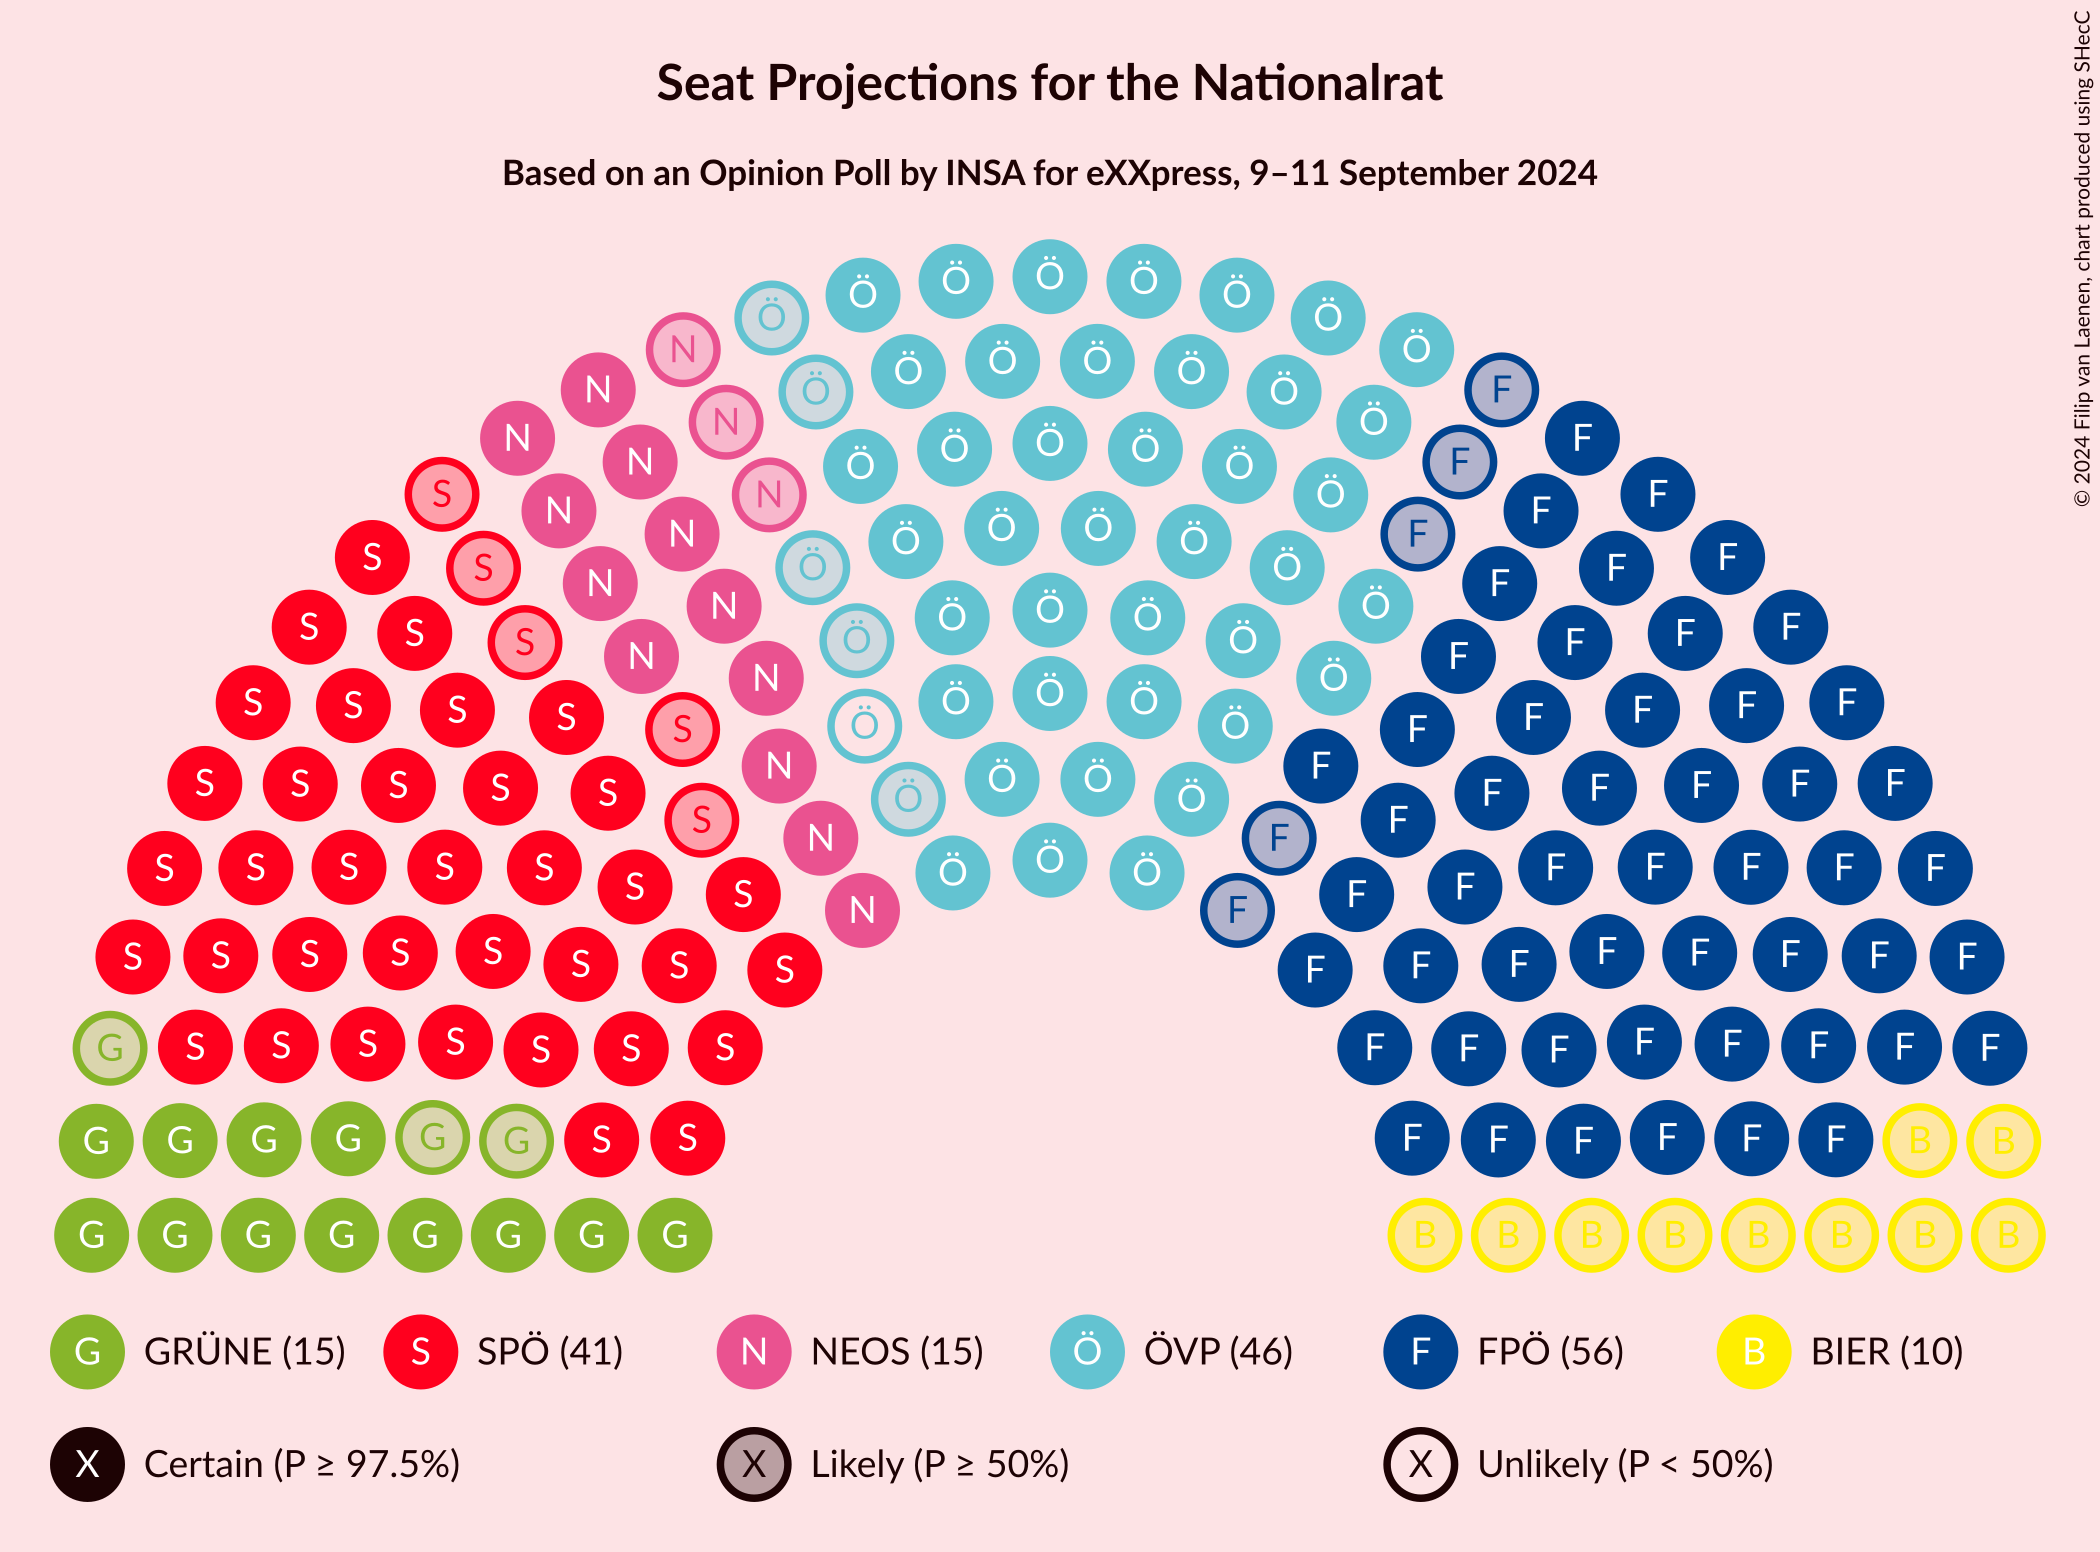 Seat Projections for the Nationalrat
Based on an Opinion Poll by INSA for eXXpress, 9–11 September 2024
© 2024 Filip van Laenen, chart produced using SHecC
Ö Ö Ö Ö Ö Ö Ö Ö
N N F
Ö Ö Ö Ö Ö Ö Ö
N N F F
Ö Ö Ö Ö Ö Ö
S N N N F F F
Ö Ö Ö Ö Ö Ö
S S N N F F F
Ö Ö Ö Ö Ö Ö
S S S N N F F F F
Ö Ö Ö Ö Ö
S S S S S N F F F F F
S S S S S N Ö Ö Ö Ö F F F F F F
S S N F F
S S S S S S Ö Ö Ö F F F F F F F
N F
S S S S S S S S F F F F F F F F
G S S S S S S S F F F F F F F F
G G G G G G S S F F F F F F B B
G G G G G G G G B B B B B B B B
G GRÜNE (15) S SPÖ (41) N NEOS (15) Ö ÖVP (46) F FPÖ (56) B BIER (10)
X Certain (P ≥ 97.5%) X Likely (P ≥ 50%) X Unlikely (P < 50%)